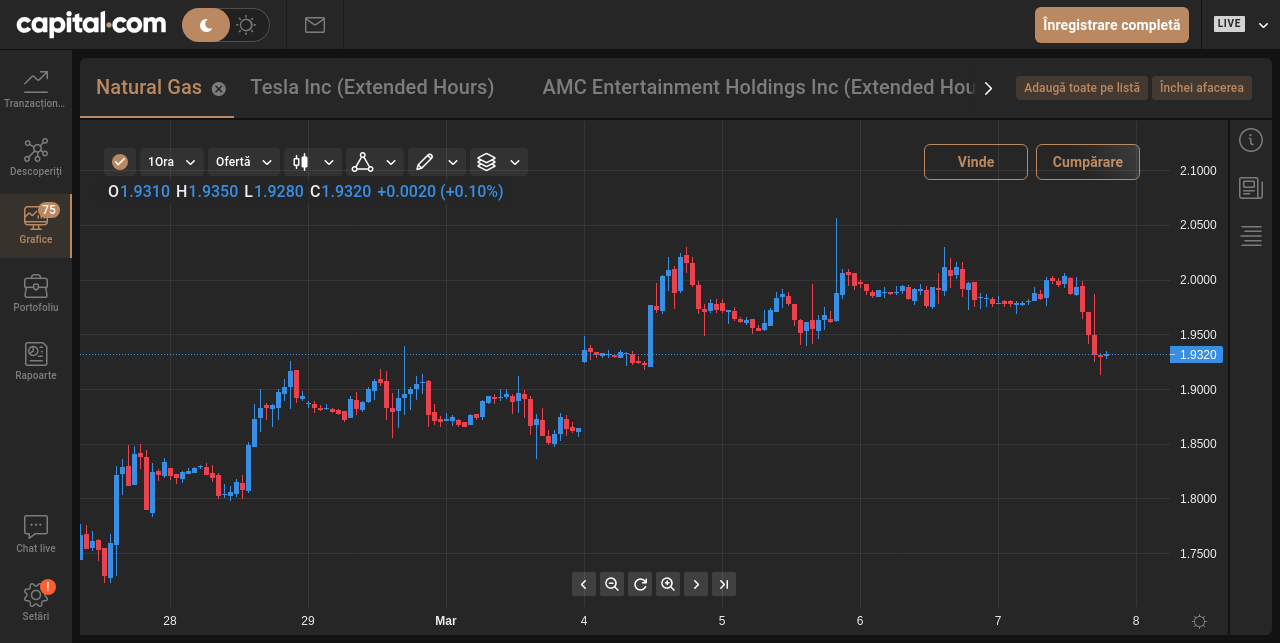 capital.com
Înregistrare completă
LIVE
Tranzacțion...
Descoperiți
75
Grafice
Portofoliu
Rapoarte
Chat live
!
Setări
Natural Gas
Tesla Inc (Extended Hours)
AMC Entertainment Holdings Inc (Extended Hou
Adaugă toate pe listă
Închei afacerea
1Ora
Ofertă
Vinde
Cumpărare
O1.9310 H1.9350 L1.9280 C1.9320 +0.0020 (+0.10%)
2.1000
2.0500
2.0000
1.9500
1.9320
1.9000
1.8500
1.8000
1.7500
28 29 Mar 4 5 6 7 8